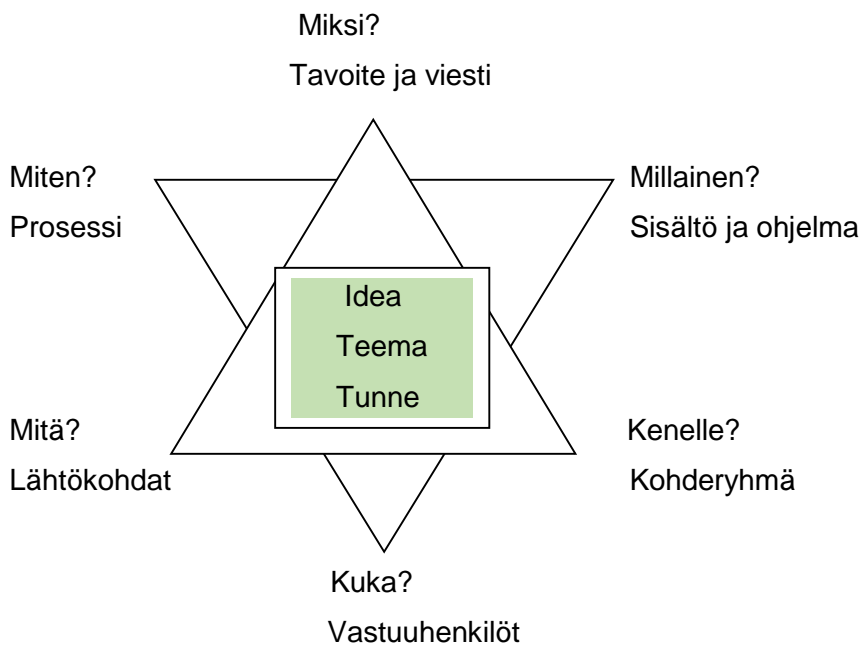 Miksi?
Tavoite ja viesti
Miten?
Prosessi
Millainen?
Sisältö ja ohjelma
Idea
Teema
Tunne
Mitä?
Lähtökohdat
Kenelle?
Kohderyhmä
Kuka?
Vastuuhenkilöt